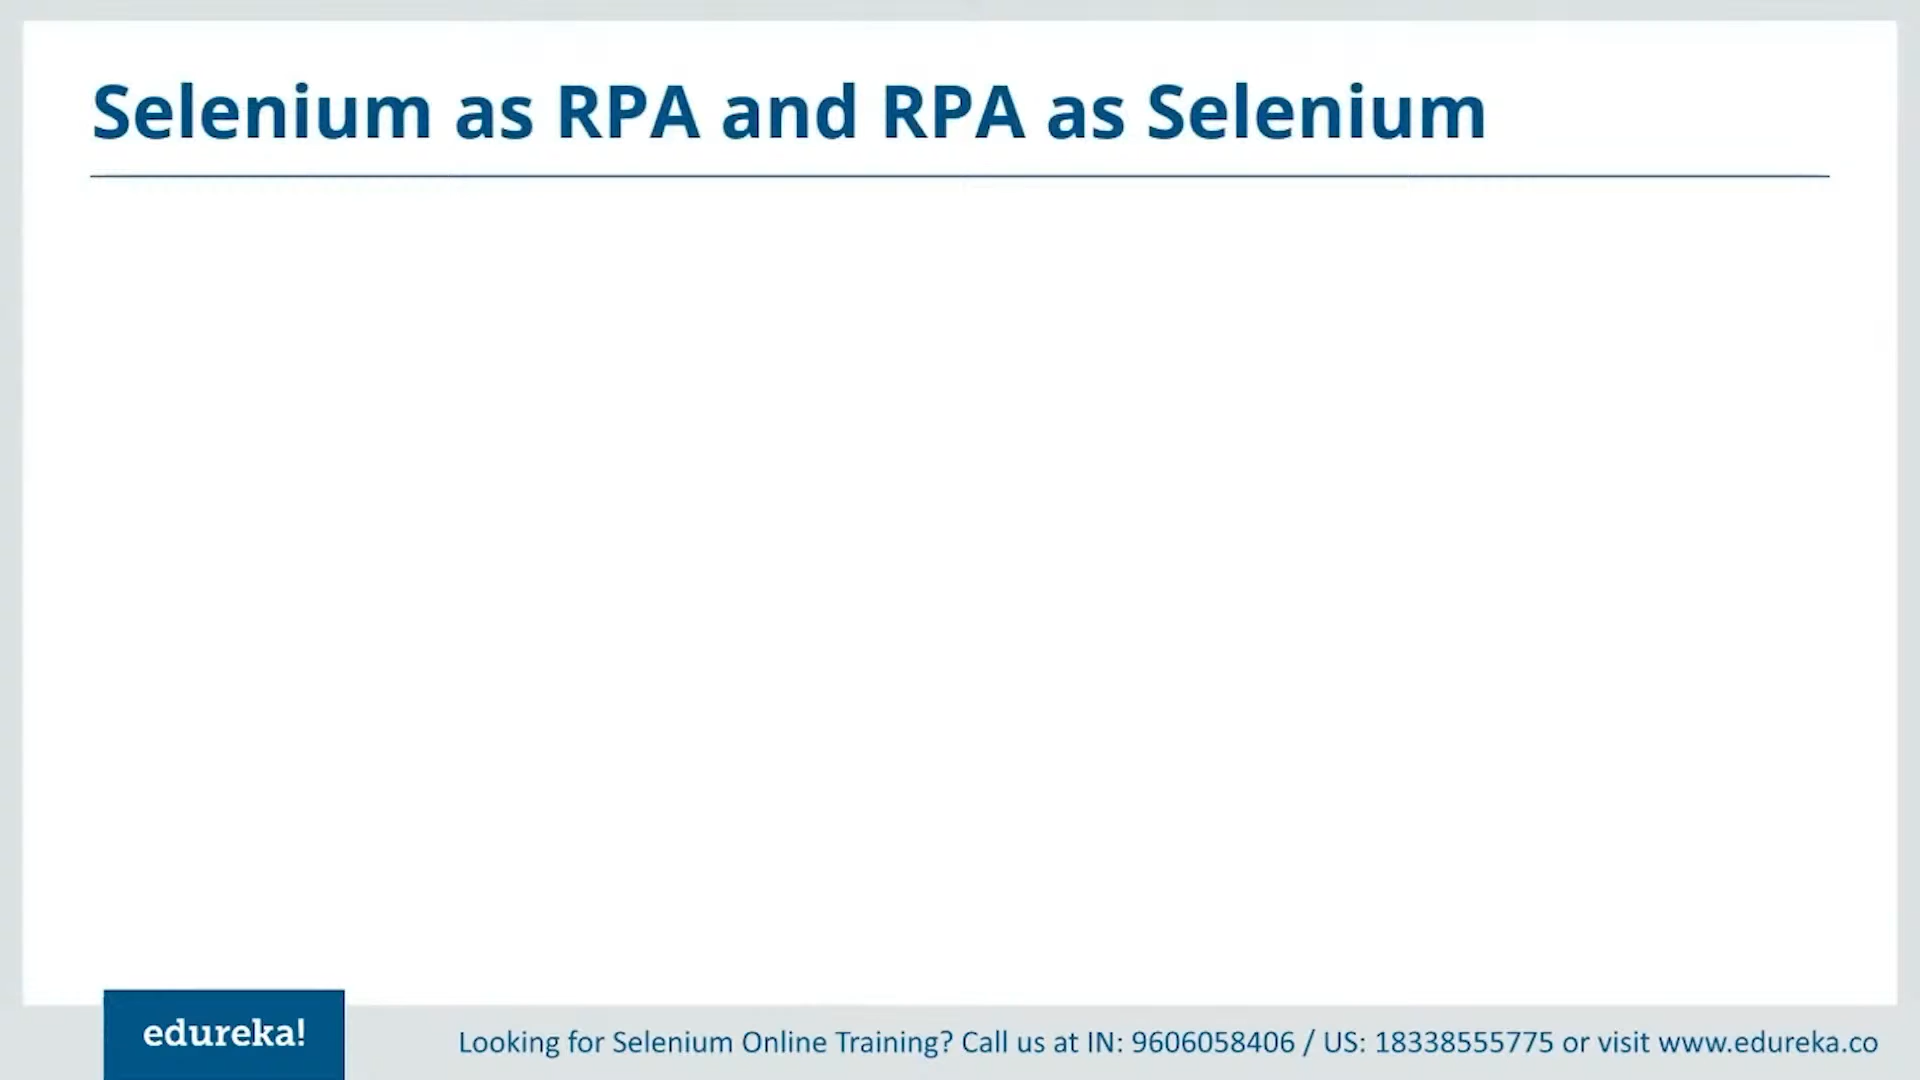 Selenium as RPA and RPA as Selenium
edureka!
Looking for Selenium Online Training? Call us at IN: 9606058406 / US: 18338555775 or visit www.edureka.co